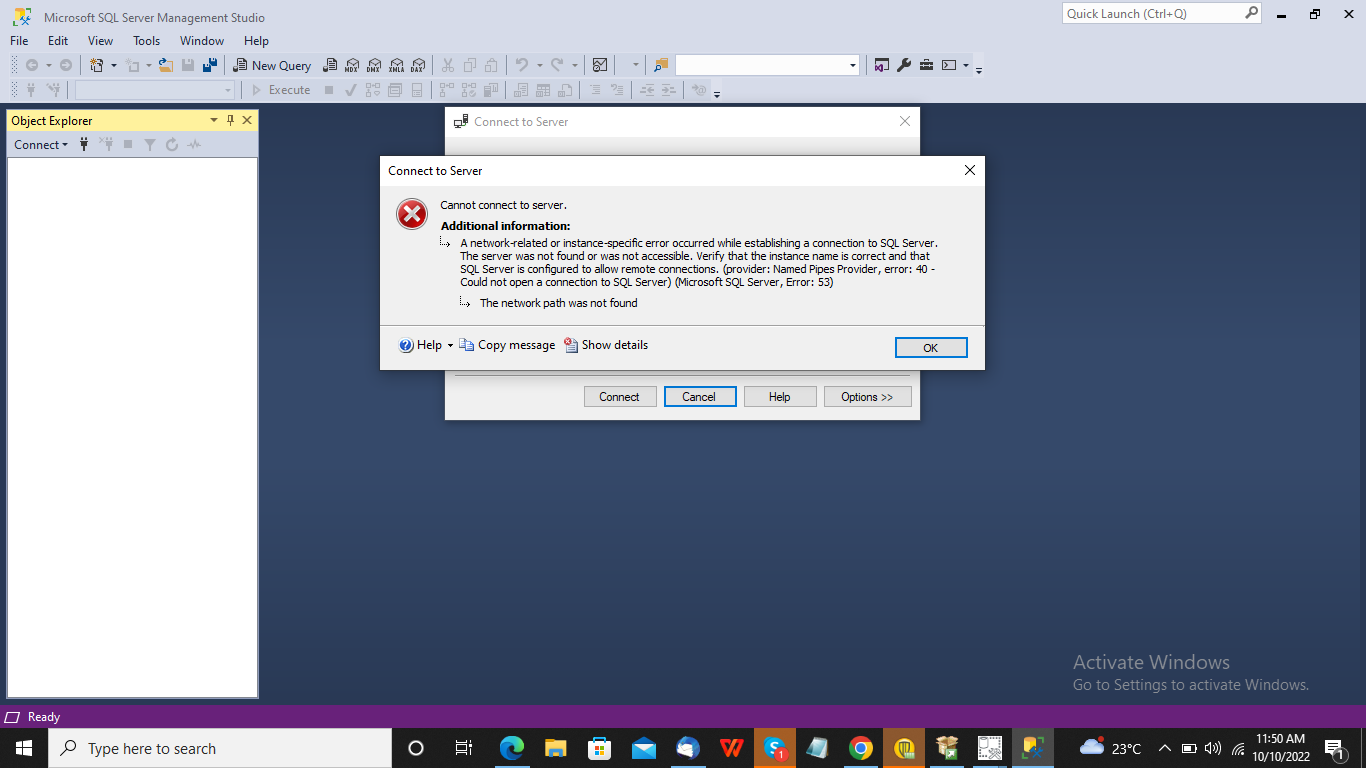 Microsoft SQL Server Management Studio
Quick Launch (Ctrl+Q)
File Edit View Tools Window Help
New Query
MDX DMX XMLA DAX
Execute
Object Explorer
Connect
Connect to Server
Connect to Server
Cannot connect to server.
Additional information:
A network-related or instance-specific error occurred while establishing a connection to SQL Server.
The server was not found or was not accessible. Verify that the instance name is correct and that
SQL Server is configured to allow remote connections. (provider: Named Pipes Provider, error: 40 -
Could not open a connection to SQL Server) (Microsoft SQL Server, Error: 53)
The network path was not found
Help Copy message Show details OK
Connect Cancel Help Options >>
Activate Windows
Go to Settings to activate Windows.
Ready
Type here to search
1
23°C
11:50 AM
10/10/2022
1